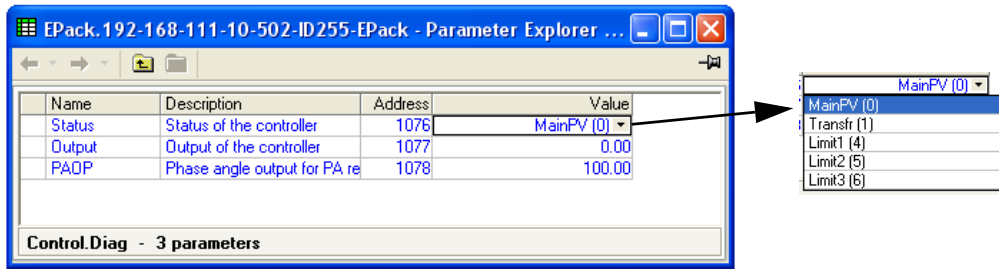 EPack.192-168-111-10-502-ID255-EPack - Parameter Explorer ...
Name Description Address Value
Status Status of the controller 1076 MainPV (0)
Output Output of the controller 1077 0.00
PAOP Phase angle output for PA re 1078 100.00
Control.Diag - 3 parameters
MainPV (0)
MainPV (0)
Transfr (1)
Limit1 (4)
Limit2 (5)
Limit3 (6)